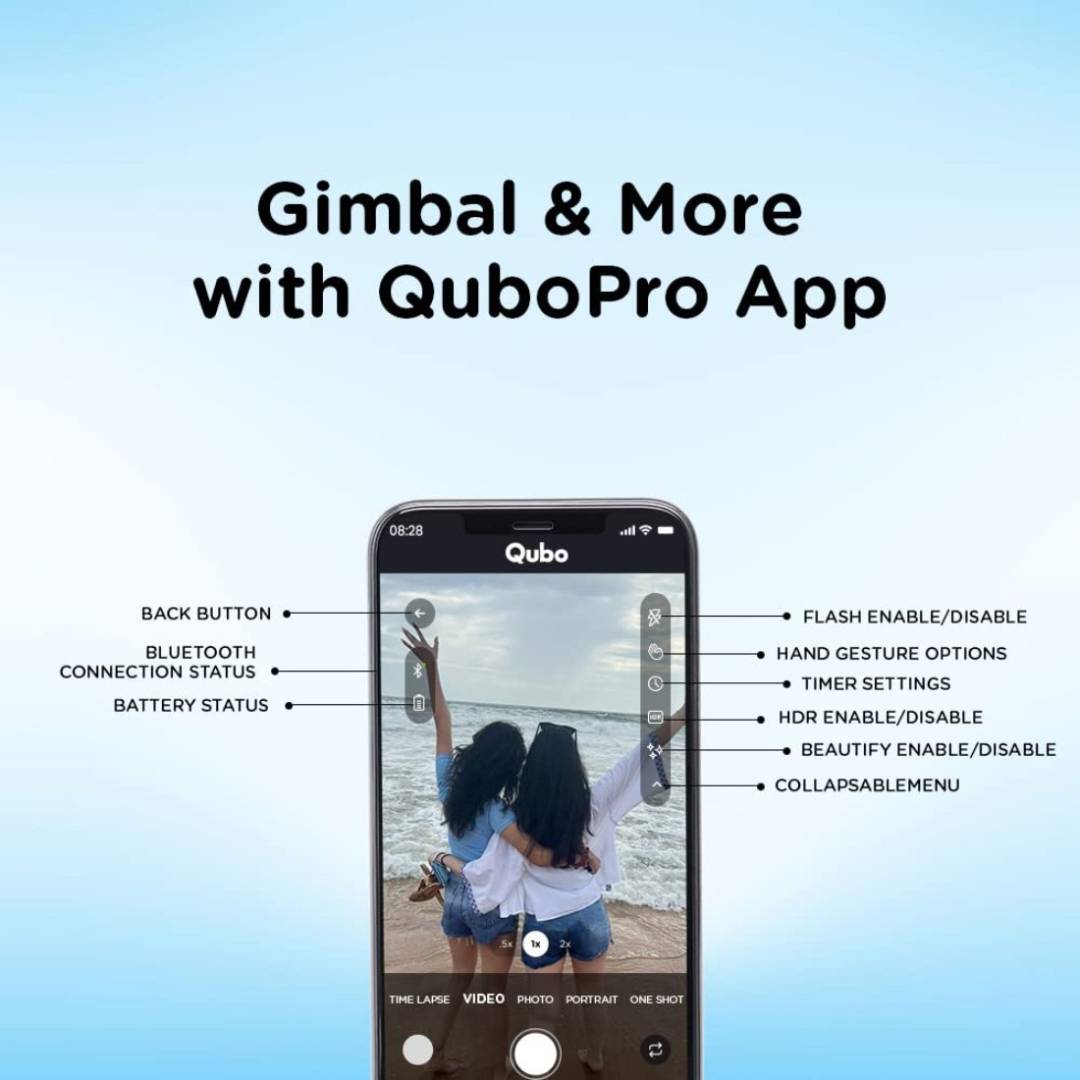 Gimbal & More
with QuboPro App
08:28
Qubo
BACK BUTTON
BLUETOOTH
CONNECTION STATUS
BATTERY STATUS
FLASH ENABLE/DISABLE
HAND GESTURE OPTIONS
TIMER SETTINGS
HDR
HDR ENABLE/DISABLE
BEAUTIFY ENABLE/DISABLE
COLLAPSABLEMENU
.5x 1x 2x
TIME LAPSE VIDEO PHOTO PORTRAIT ONE SHOT